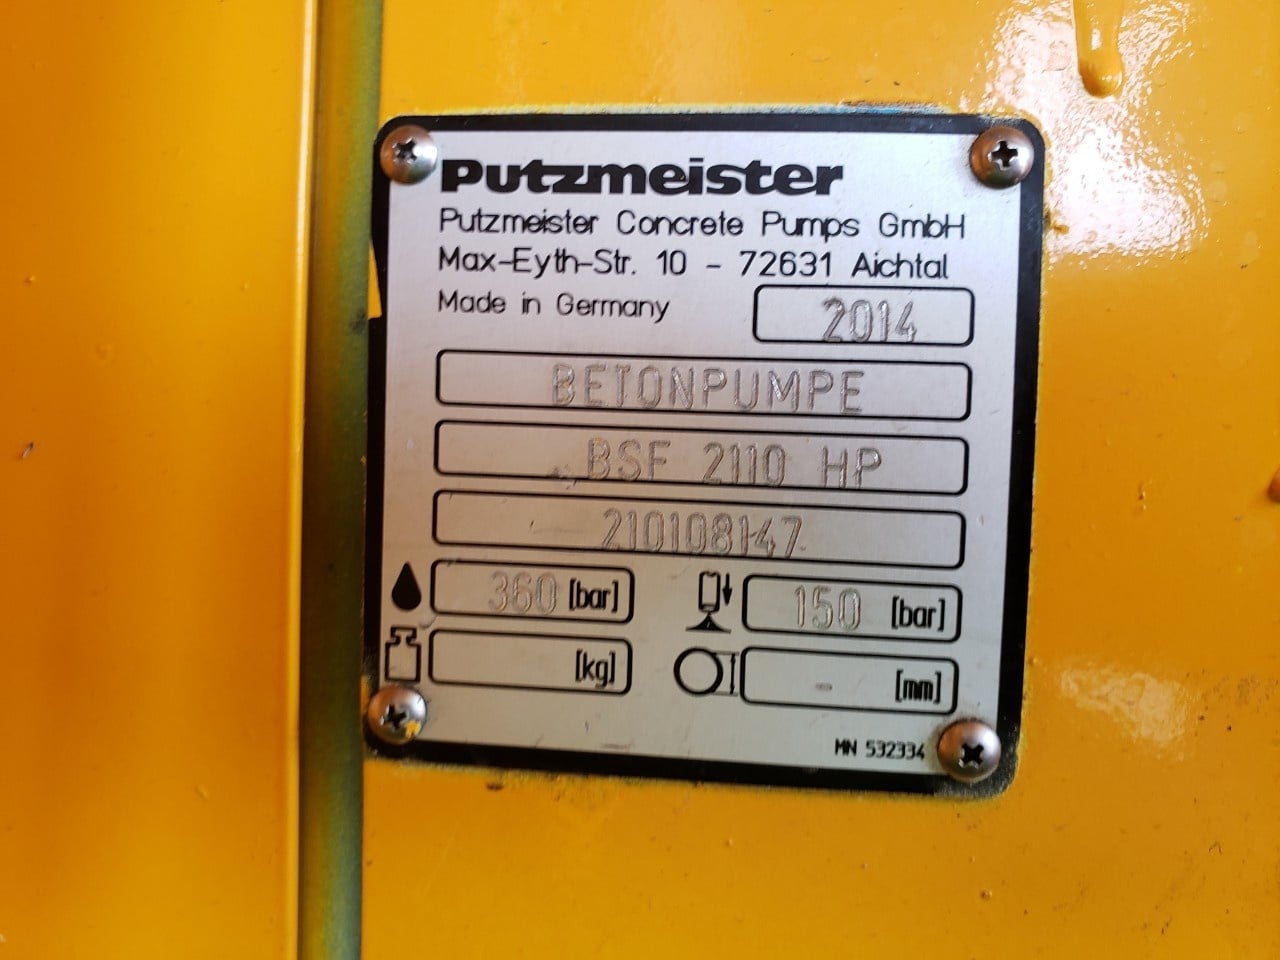 Putzmeister
Putzmeister Concrete Pumps GmbH
Max-Eyth-Str. 10 - 72631 Aichtal
Made in Germany 2014
BETONPUMPE
BSF 2110 HP
210108147
360 [bar] 150 [bar]
[kg] - [mm]
MN 532334